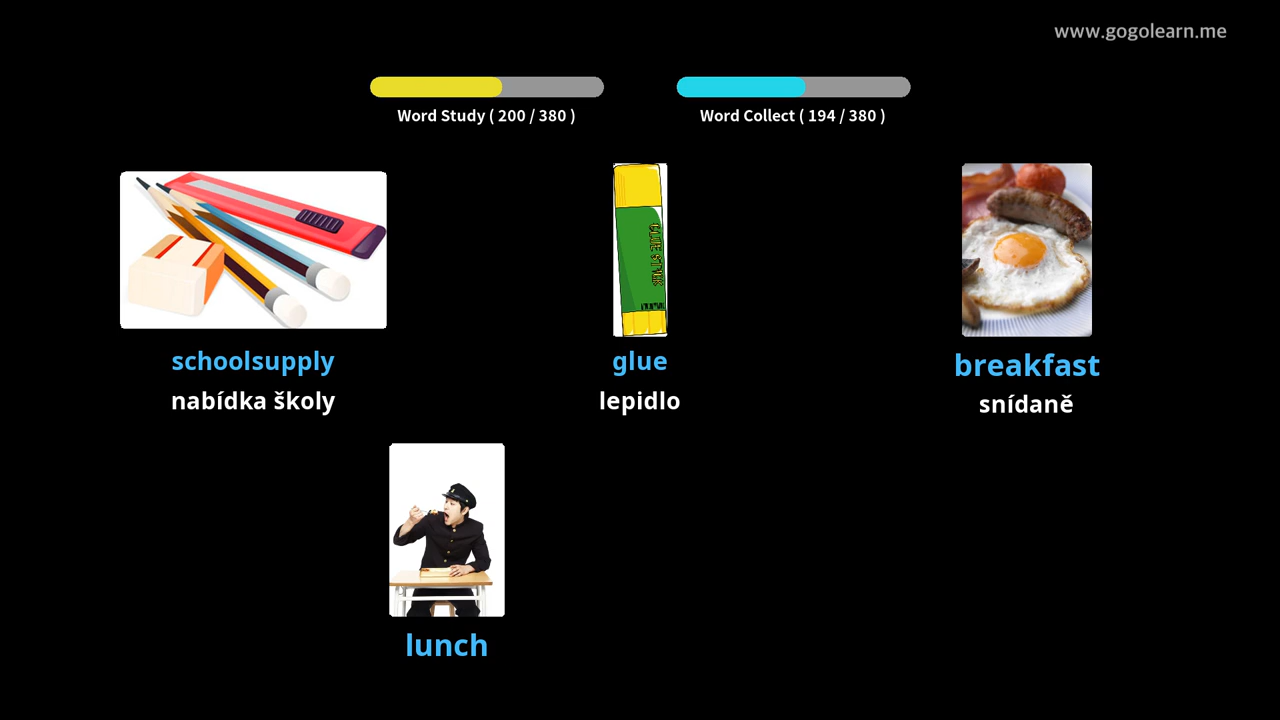 www.gogolearn.me
Word Study ( 200 / 380 )
Word Collect ( 194 / 380 )
schoolsupply
glue
breakfast
nabídka školy
lepidlo
snídaně
lunch